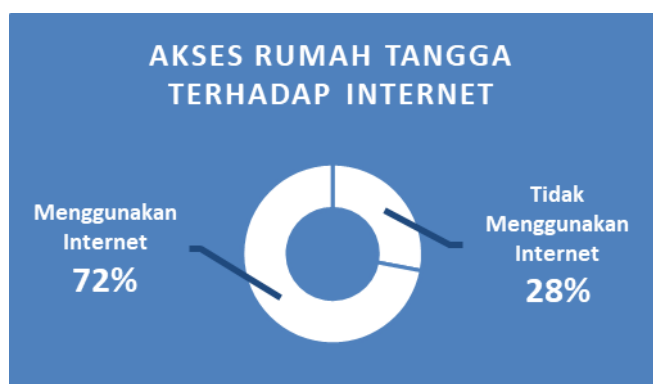 AKSES RUMAH TANGGA
TERHADAP INTERNET
Menggunakan
Internet
72%
Tidak
Menggunakan
Internet
28%